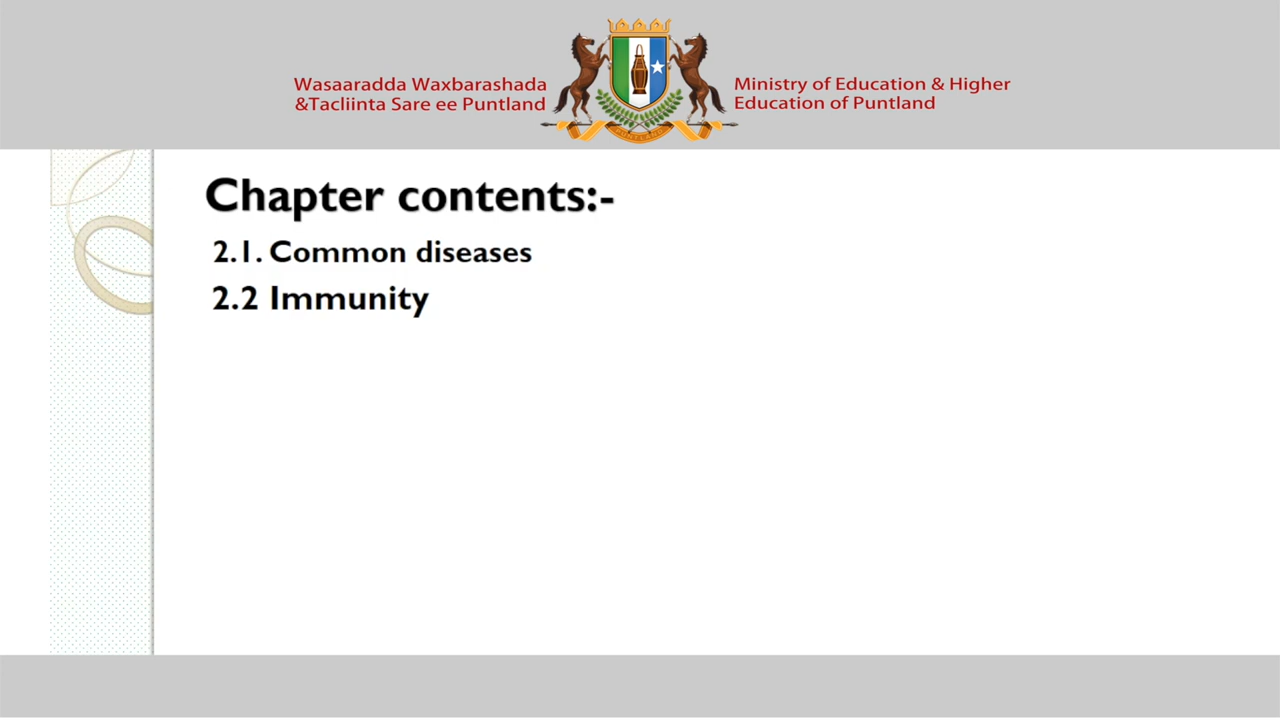 Wasaaradda Waxbarashada
&Tacliinta Sare ee Puntland
Ministry of Education & Higher
Education of Puntland
Chapter contents:-
2.1. Common diseases
2.2 Immunity